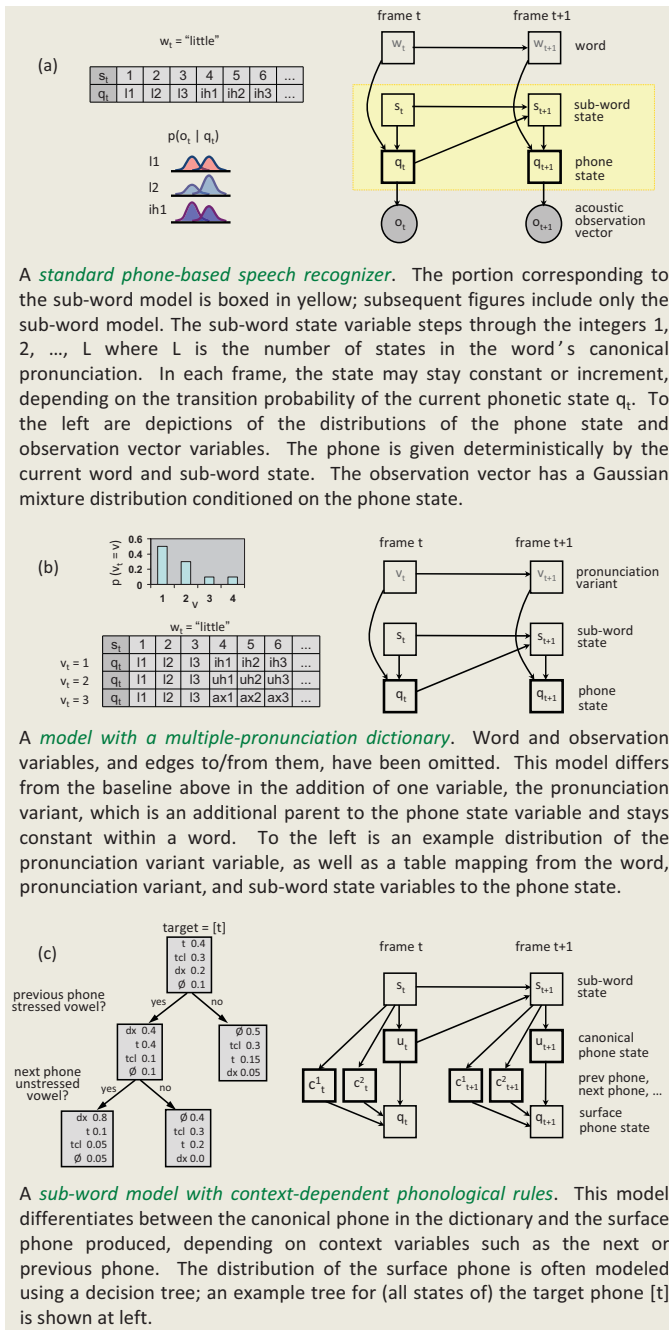 frame t frame t+1
w_t = "little"
(a)
w_t w_{t+1} word
s_t 1 2 3 4 5 6 ...
q_t l1 l2 l3 ih1 ih2 ih3 ...
s_t s_{t+1} sub-word state
p(o_t | q_t)
l1
l2
ih1
q_t q_{t+1} phone state
o_t o_{t+1} acoustic observation vector
A standard phone-based speech recognizer. The portion corresponding to
the sub-word model is boxed in yellow; subsequent figures include only the
sub-word model. The sub-word state variable steps through the integers 1,
2, …, L where L is the number of states in the word's canonical
pronunciation. In each frame, the state may stay constant or increment,
depending on the transition probability of the current phonetic state q_t. To
the left are depictions of the distributions of the phone state and
observation vector variables. The phone is given deterministically by the
current word and sub-word state. The observation vector has a Gaussian
mixture distribution conditioned on the phone state.
(b)
p (v_t = v)
0.6
0.4
0.2
0
1 2 3 4
v
frame t frame t+1
v_t v_{t+1} pronunciation variant
w_t = "little"
s_t 1 2 3 4 5 6 ...
v_t = 1 q_t l1 l2 l3 ih1 ih2 ih3 ...
v_t = 2 q_t l1 l2 l3 uh1 uh2 uh3 ...
v_t = 3 q_t l1 l2 l3 ax1 ax2 ax3 ...
s_t s_{t+1} sub-word state
q_t q_{t+1} phone state
A model with a multiple-pronunciation dictionary. Word and observation
variables, and edges to/from them, have been omitted. This model differs
from the baseline above in the addition of one variable, the pronunciation
variant, which is an additional parent to the phone state variable and stays
constant within a word. To the left is an example distribution of the
pronunciation variant variable, as well as a table mapping from the word,
pronunciation variant, and sub-word state variables to the phone state.
(c)
target = [t]
t 0.4
tcl 0.3
dx 0.2
Ø 0.1
previous phone
stressed vowel?
yes no
dx 0.4
t 0.4
tcl 0.1
Ø 0.1
Ø 0.5
tcl 0.3
t 0.15
dx 0.05
next phone
unstressed
vowel?
yes no
dx 0.8
t 0.1
tcl 0.05
Ø 0.05
Ø 0.4
tcl 0.3
t 0.2
dx 0.0
frame t frame t+1
s_t s_{t+1} sub-word state
u_t u_{t+1} canonical phone state
c^1_t c^2_t c^1_{t+1} c^2_{t+1} prev phone, next phone, …
q_t q_{t+1} surface phone state
A sub-word model with context-dependent phonological rules. This model
differentiates between the canonical phone in the dictionary and the surface
phone produced, depending on context variables such as the next or
previous phone. The distribution of the surface phone is often modeled
using a decision tree; an example tree for (all states of) the target phone [t]
is shown at left.